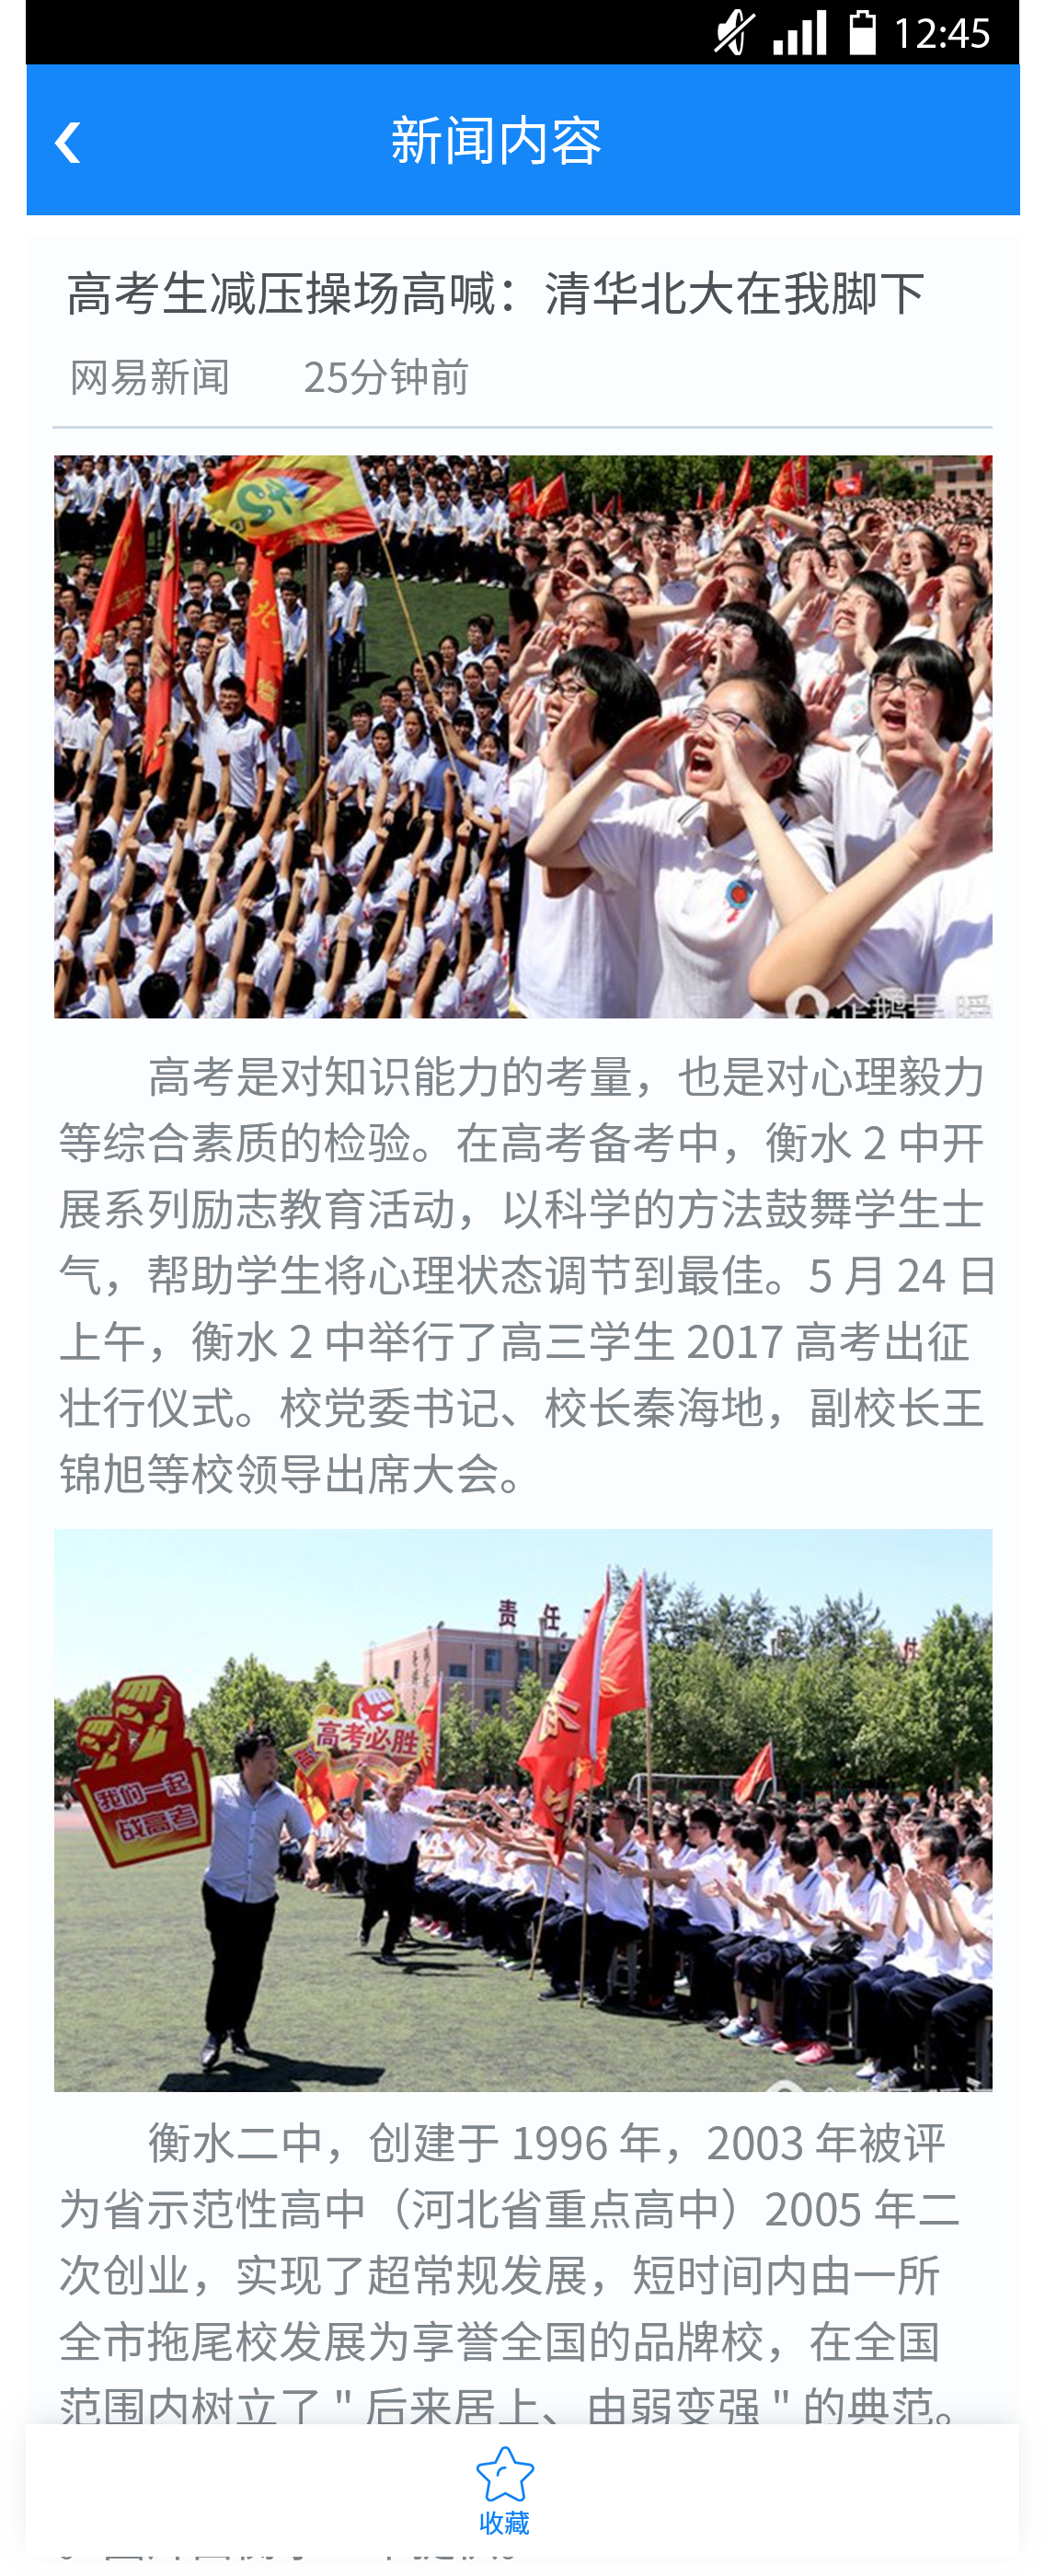 12:45
新闻内容
高考生减压操场高喊：清华北大在我脚下
网易新闻 25分钟前
高考是对知识能力的考量，也是对心理毅力
等综合素质的检验。在高考备考中，衡水 2 中开
展系列励志教育活动，以科学的方法鼓舞学生士
气，帮助学生将心理状态调节到最佳。5 月 24 日
上午，衡水 2 中举行了高三学生 2017 高考出征
壮行仪式。校党委书记、校长秦海地，副校长王
锦旭等校领导出席大会。
责 任
高考必胜
我们一起
战高考
衡水二中，创建于 1996 年，2003 年被评
为省示范性高中（河北省重点高中）2005 年二
次创业，实现了超常规发展，短时间内由一所
全市拖尾校发展为享誉全国的品牌校，在全国
范围内树立了 " 后来居上、由弱变强 " 的典范。
收藏